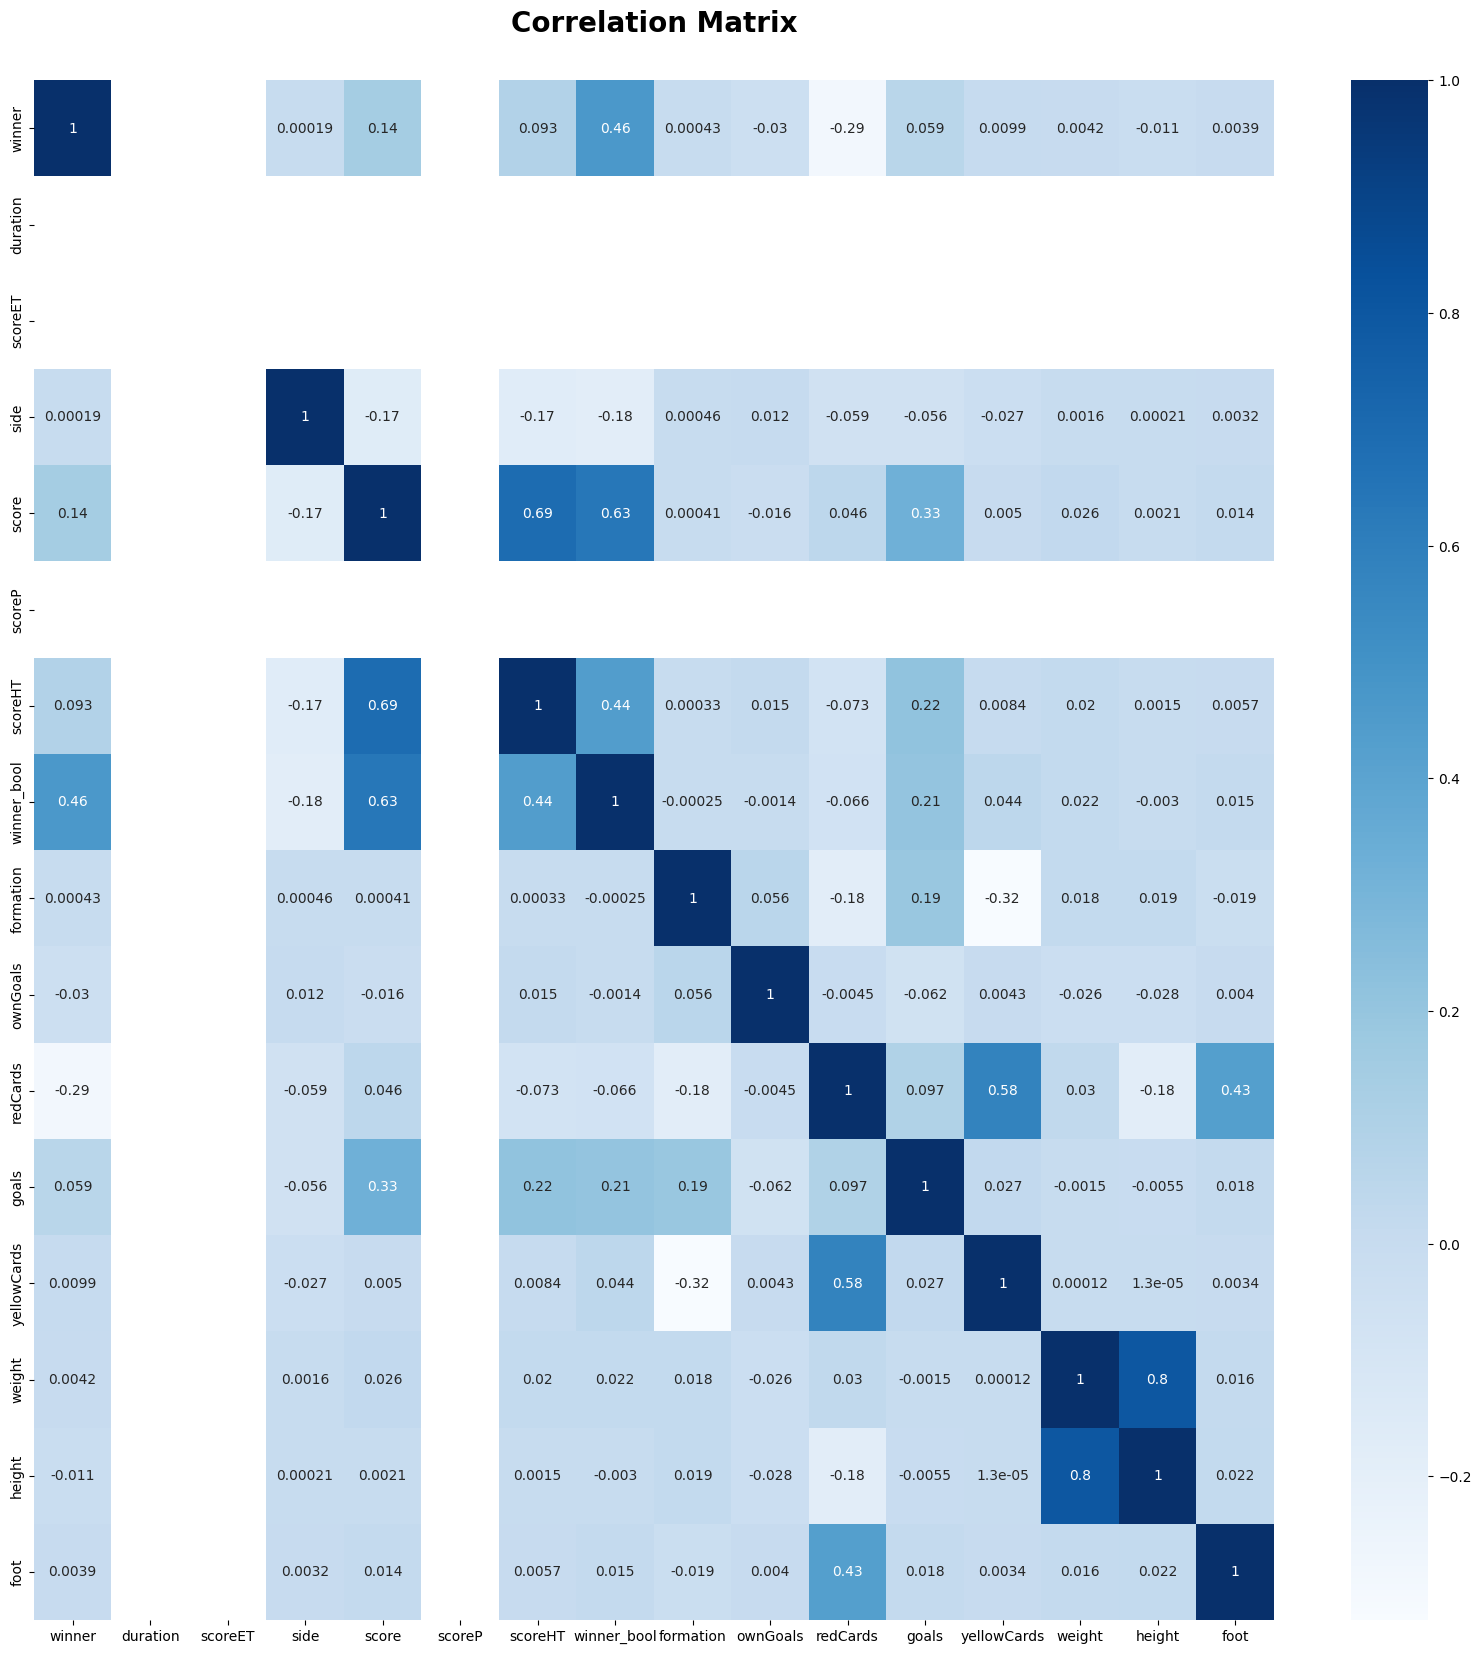 Correlation Matrix
winner 1 0.00019 0.14 0.093 0.46 0.00043 -0.03 -0.29 0.059 0.0099 0.0042 -0.011 0.0039
duration
scoreET
side 0.00019 1 -0.17 -0.17 -0.18 0.00046 0.012 -0.059 -0.056 -0.027 0.0016 0.00021 0.0032
score 0.14 -0.17 1 0.69 0.63 0.00041 -0.016 0.046 0.33 0.005 0.026 0.0021 0.014
scoreP
scoreHT 0.093 -0.17 0.69 1 0.44 0.00033 0.015 -0.073 0.22 0.0084 0.02 0.0015 0.0057
winner_bool 0.46 -0.18 0.63 0.44 1 -0.00025 -0.0014 -0.066 0.21 0.044 0.022 -0.003 0.015
formation 0.00043 0.00046 0.00041 0.00033 -0.00025 1 0.056 -0.18 0.19 -0.32 0.018 0.019 -0.019
ownGoals -0.03 0.012 -0.016 0.015 -0.0014 0.056 1 -0.0045 -0.062 0.0043 -0.026 -0.028 0.004
redCards -0.29 -0.059 0.046 -0.073 -0.066 -0.18 -0.0045 1 0.097 0.58 0.03 -0.18 0.43
goals 0.059 -0.056 0.33 0.22 0.21 0.19 -0.062 0.097 1 0.027 -0.0015 -0.0055 0.018
yellowCards 0.0099 -0.027 0.005 0.0084 0.044 -0.32 0.0043 0.58 0.027 1 0.00012 1.3e-05 0.0034
weight 0.0042 0.0016 0.026 0.02 0.022 0.018 -0.026 0.03 -0.0015 0.00012 1 0.8 0.016
height -0.011 0.00021 0.0021 0.0015 -0.003 0.019 -0.028 -0.18 -0.0055 1.3e-05 0.8 1 0.022
foot 0.0039 0.0032 0.014 0.0057 0.015 -0.019 0.004 0.43 0.018 0.0034 0.016 0.022 1
winner duration scoreET side score scoreP scoreHT winner_bool formation ownGoals redCards goals yellowCards weight height foot
1.0
0.8
0.6
0.4
0.2
0.0
−0.2